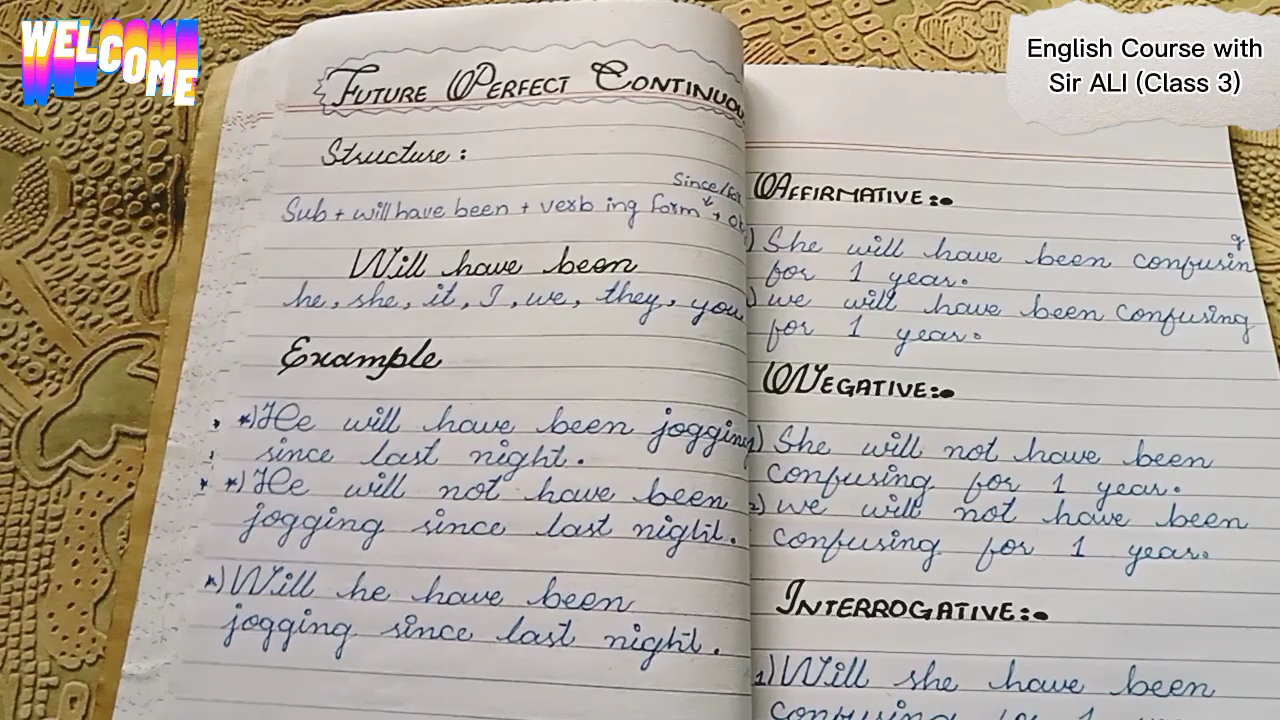 WELCOME
English Course with
Sir ALI (Class 3)
FUTURE PERFECT CONTINUOU
Structure :
Since/for
Sub + will have been + verb ing form +
Will have been
he, she, it, I, we, they, you
Example
*) He will have been jogging
since last night.
*) He will not have been
jogging since last night.
*) Will he have been
jogging since last night.
AFFIRMATIVE:
) She will have been confusing
for 1 year.
) we will have been confusing
for 1 year.
NEGATIVE:
) She will not have been
confusing for 1 year.
2) we will not have been
confusing for 1 year.
INTERROGATIVE:
1) Will she have been
confusing for 1